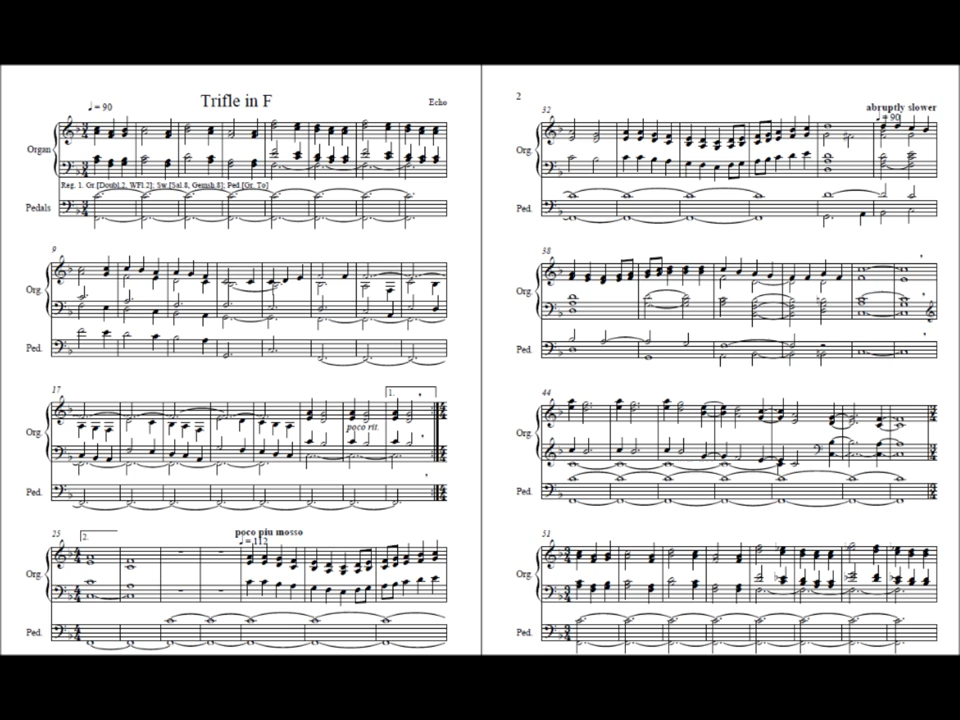 Trifle in F
♩= 90
Echo
Organ
Reg. 1. Gr.[Doubl.2, WFl.2]; Sw.[Sal.8, Gemsh.8]; Ped.[Gr, To]
Pedals
9
Org.
Ped.
17
1.
Org.
poco rit.
Ped.
25
2.
poco piu mosso
♩= 112
Org.
Ped.
2
32
abruptly slower
♩= 90
Org.
Ped.
38
Org.
Ped.
44
Org.
Ped.
51
Org.
Ped.